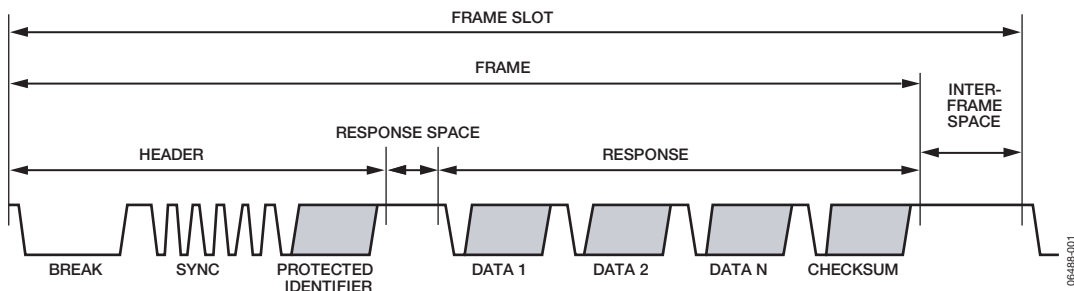 FRAME SLOT
FRAME
INTER-
FRAME
SPACE
RESPONSE SPACE
HEADER
RESPONSE
BREAK
SYNC
PROTECTED
IDENTIFIER
DATA 1
DATA 2
DATA N
CHECKSUM
06488-001